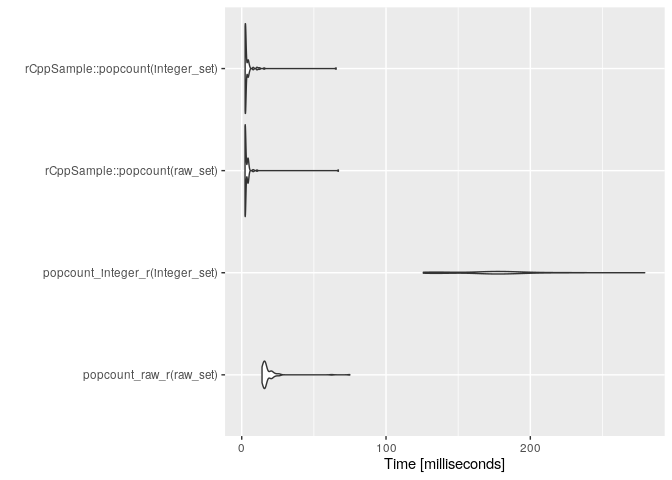 rCppSample::popcount(integer_set)
rCppSample::popcount(raw_set)
popcount_integer_r(integer_set)
popcount_raw_r(raw_set)
0 100 200
Time [milliseconds]